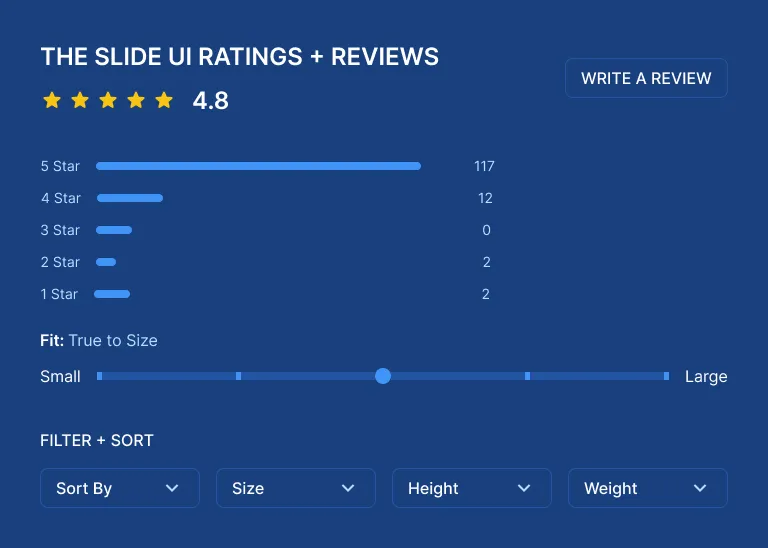 THE SLIDE UI RATINGS + REVIEWS
4.8
WRITE A REVIEW
5 Star 117
4 Star 12
3 Star 0
2 Star 2
1 Star 2
Fit: True to Size
Small Large
FILTER + SORT
Sort By Size Height Weight